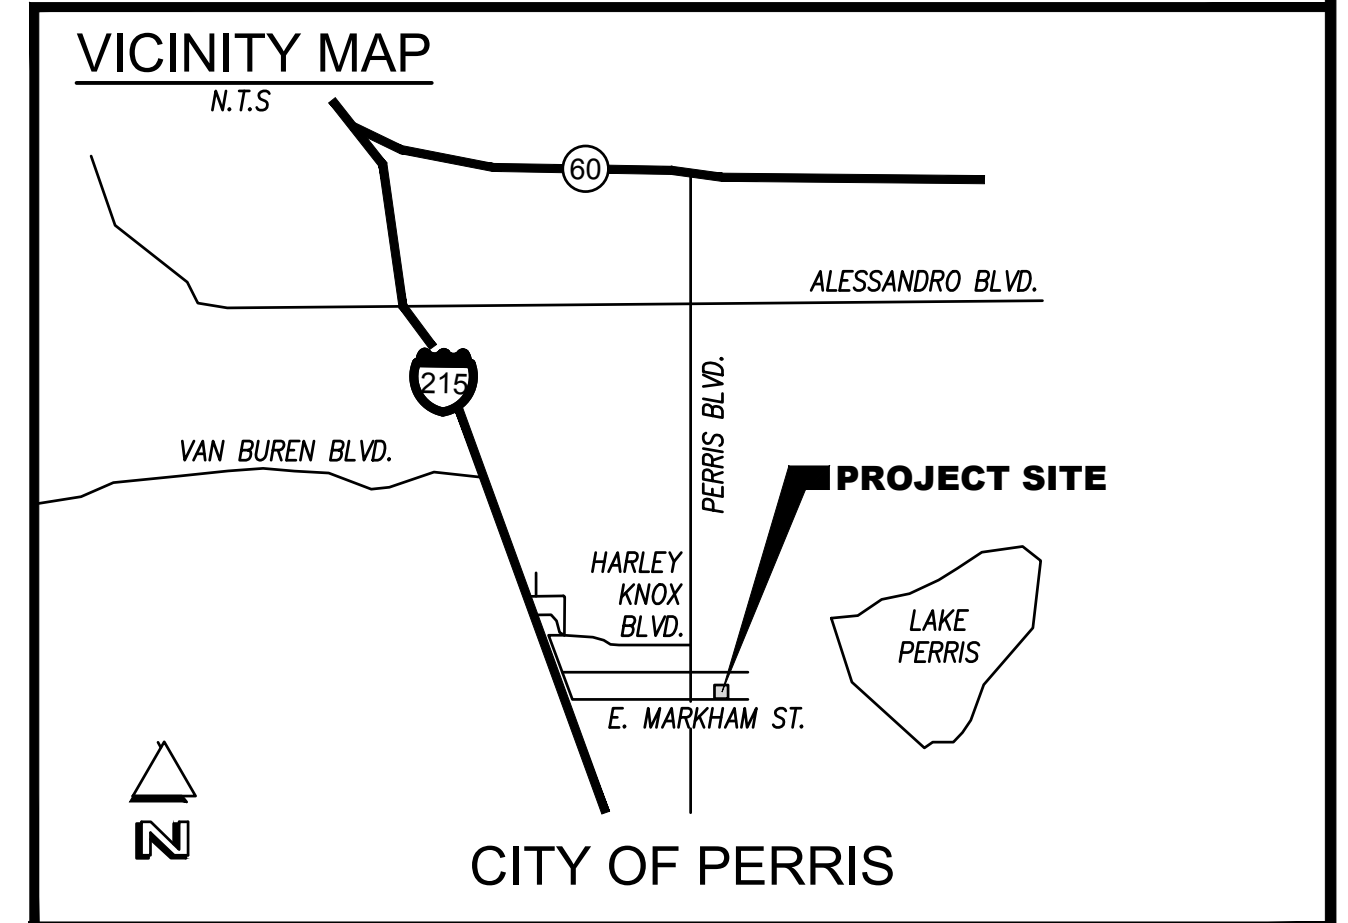 VICINITY MAP
N.T.S
60
ALESSANDRO BLVD.
215
PERRIS BLVD.
VAN BUREN BLVD.
PROJECT SITE
HARLEY
KNOX
BLVD.
LAKE
PERRIS
E. MARKHAM ST.
N
CITY OF PERRIS